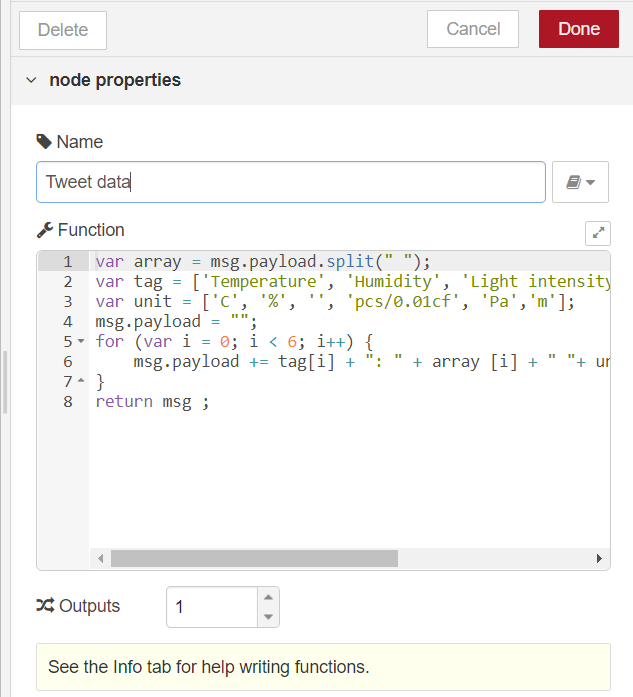 Delete Cancel Done
node properties
Name
Tweet data
Function
1 var array = msg.payload.split(" ");
2 var tag = ['Temperature', 'Humidity', 'Light intensity
3 var unit = ['C', '%', '', 'pcs/0.01cf', 'Pa','m'];
4 msg.payload = "";
5 for (var i = 0; i < 6; i++) {
6 msg.payload += tag[i] + ": " + array [i] + " "+ un
7 }
8 return msg ;
Outputs 1
See the Info tab for help writing functions.